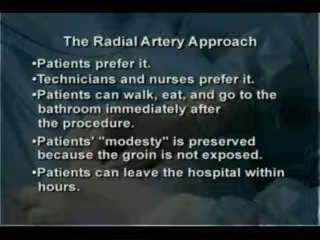 The Radial Artery Approach
•Patients prefer it.
•Technicians and nurses prefer it.
•Patients can walk, eat, and go to the
bathroom immediately after
the procedure.
•Patients' "modesty" is preserved
because the groin is not exposed.
•Patients can leave the hospital within
hours.